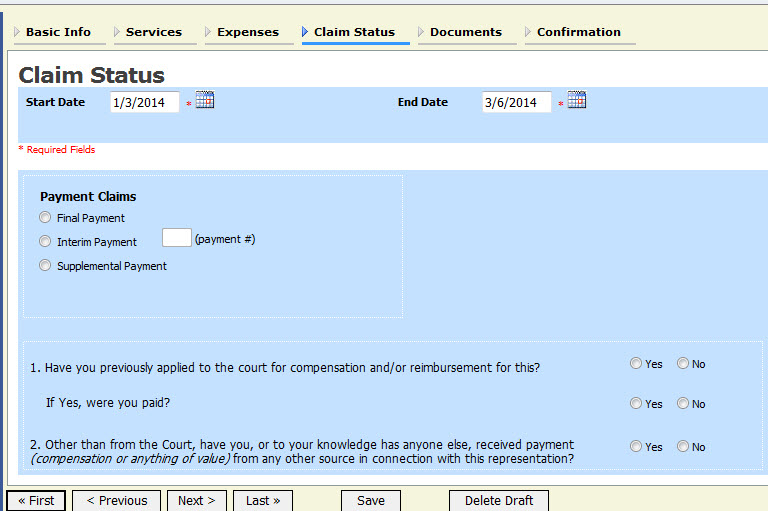 Basic Info Services Expenses Claim Status Documents Confirmation
Claim Status
Start Date 1/3/2014 * End Date 3/6/2014 *
* Required Fields
Payment Claims
Final Payment
Interim Payment (payment #)
Supplemental Payment
1. Have you previously applied to the court for compensation and/or reimbursement for this? Yes No
If Yes, were you paid? Yes No
2. Other than from the Court, have you, or to your knowledge has anyone else, received payment Yes No
(compensation or anything of value) from any other source in connection with this representation?
« First < Previous Next > Last » Save Delete Draft